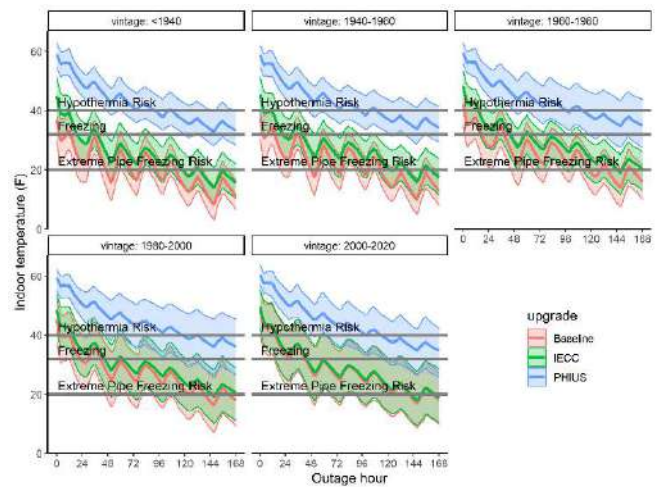 vintage: <1940
vintage: 1940-1960
vintage: 1960-1980
60
40
20
0
Hypothermia Risk
Freezing
Extreme Pipe Freezing Risk
Hypothermia Risk
Freezing
Extreme Pipe Freezing Risk
Hypothermia Risk
Freezing
Extreme Pipe Freezing Risk
0 24 48 72 96 120 144 168
Indoor temperature (F)
vintage: 1980-2000
vintage: 2000-2020
60
40
20
0
Hypothermia Risk
Freezing
Extreme Pipe Freezing Risk
Hypothermia Risk
Freezing
Extreme Pipe Freezing Risk
0 24 48 72 96 120 144 168
0 24 48 72 96 120 144 168
Outage hour
upgrade
Baseline
IECC
PHIUS